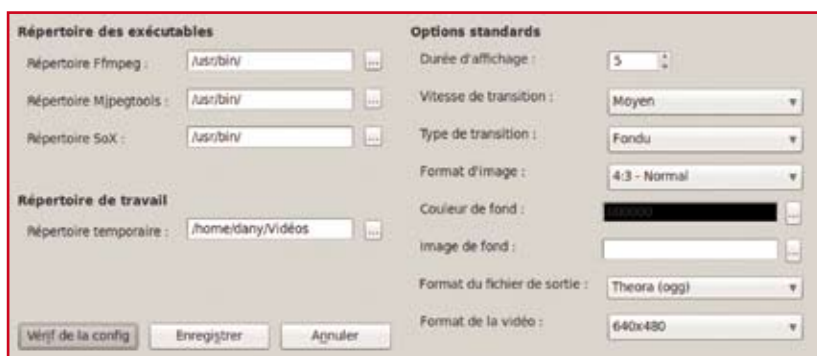 Répertoire des exécutables
Répertoire Ffmpeg : /usr/bin/ ...
Répertoire Mjpegtools : /usr/bin/ ...
Répertoire SoX : /usr/bin/ ...
Répertoire de travail
Répertoire temporaire : /home/dany/Vidéos ...
Vérif de la config Enregistrer Annuler
Options standards
Durée d'affichage : 5
Vitesse de transition : Moyen
Type de transition : Fondu
Format d'image : 4:3 - Normal
Couleur de fond : ...
Image de fond : ...
Format du fichier de sortie : Theora (ogg)
Format de la vidéo : 640x480